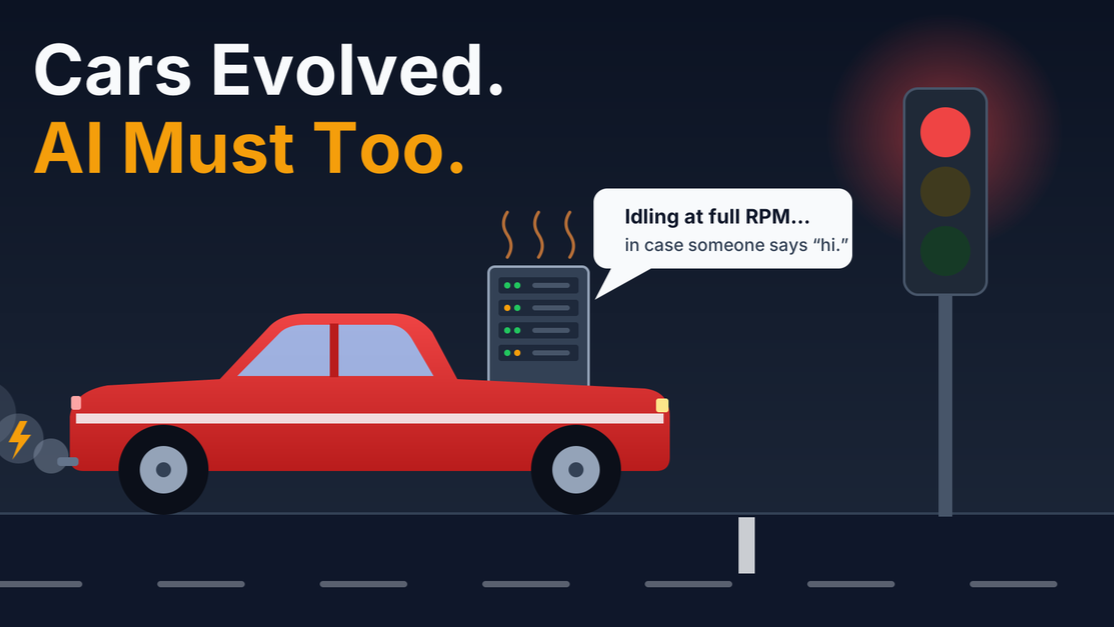 Cars Evolved.
AI Must Too.
Idling at full RPM...
in case someone says “hi.”